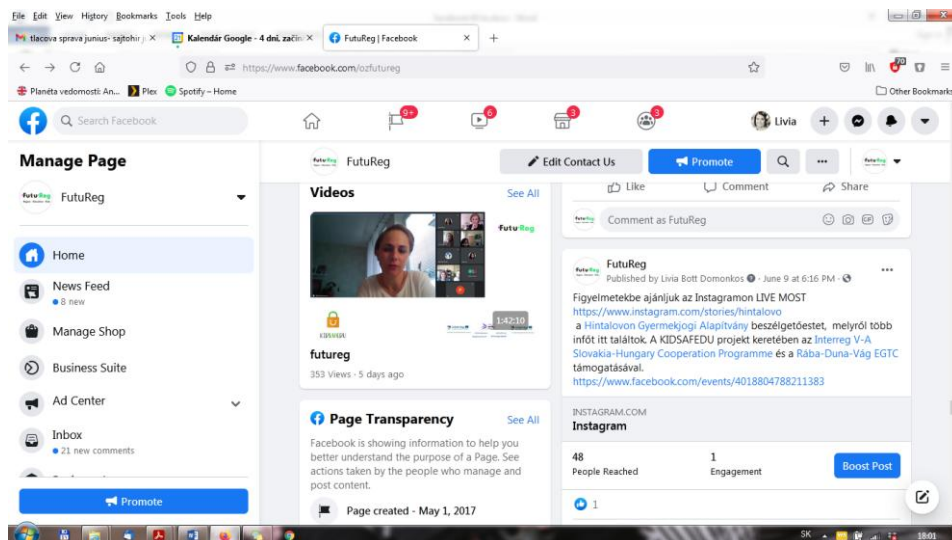 File Edit View History Bookmarks Tools Help
tlacova sprava junius- sajtohir j
Kalendár Google - 4 dni, začín
FutuReg | Facebook
https://www.facebook.com/ozfutureg
70
Planéta vedomostí: An...
Plex
Spotify – Home
Other Bookmarks
Search Facebook
9+
6
3
3
Livia
Manage Page
FutuReg
Home
News Feed
8 new
Manage Shop
Business Suite
Ad Center
Inbox
21 new comments
Promote
FutuReg
Edit Contact Us
Promote
Videos
See All
futuReg
1:42:10
futureg
353 Views · 5 days ago
Page Transparency
See All
Facebook is showing information to help you
better understand the purpose of a Page. See
actions taken by the people who manage and
post content.
Page created - May 1, 2017
Like
Comment
Share
Comment as FutuReg
FutuReg
Published by Livia Bott Domonkos · June 9 at 6:16 PM ·
Figyelmetekbe ajánljuk az Instagramon LIVE MOST
https://www.instagram.com/stories/hintalovo
a Hintalovon Gyermekjogi Alapítvány beszélgetőestet, melyről több
infót itt találtok. A KIDSAFEDU projekt keretében az Interreg V-A
Slovakia-Hungary Cooperation Programme és a Rába-Duna-Vág EGTC
támogatásával.
https://www.facebook.com/events/4018804788211383
INSTAGRAM.COM
Instagram
48
People Reached
1
Engagement
Boost Post
1
SK
18:01